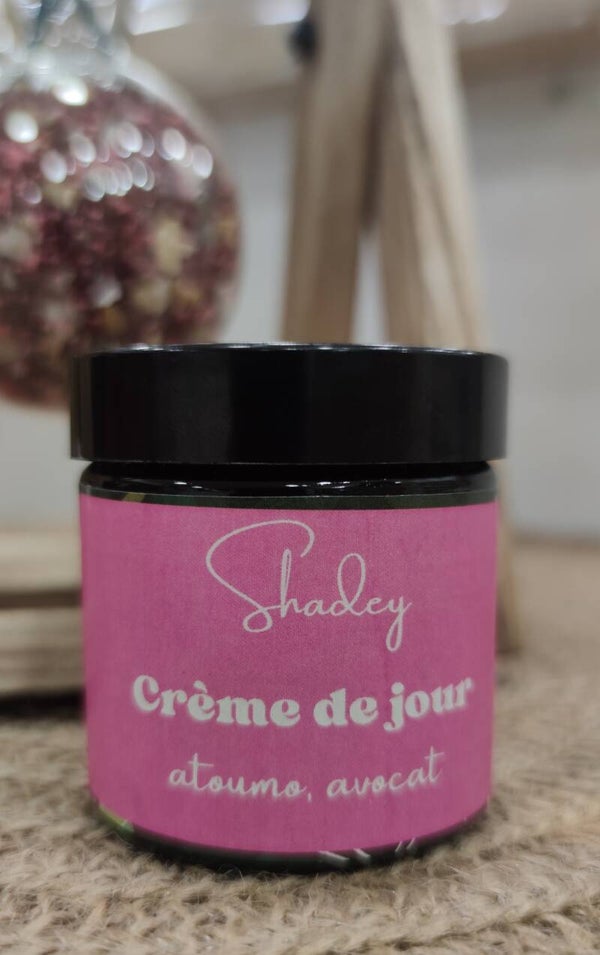 Shadey
Crème de jour
atoumo, avocat